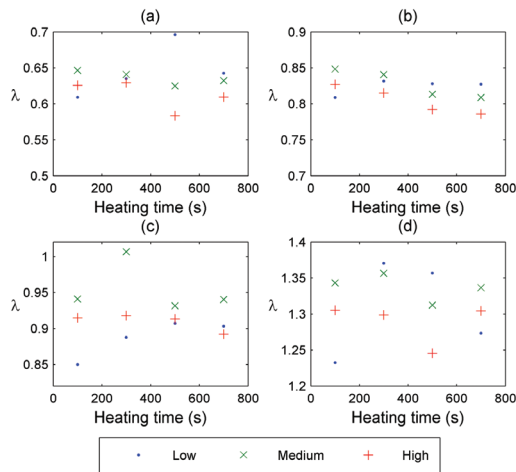 (a)
0.7
0.65
0.6
0.55
0.5
λ
0 200 400 600 800
Heating time (s)
(b)
0.9
0.85
0.8
0.75
0.7
λ
0 200 400 600 800
Heating time (s)
(c)
1
0.95
0.9
0.85
λ
0 200 400 600 800
Heating time (s)
(d)
1.4
1.35
1.3
1.25
1.2
λ
0 200 400 600 800
Heating time (s)
Low Medium High